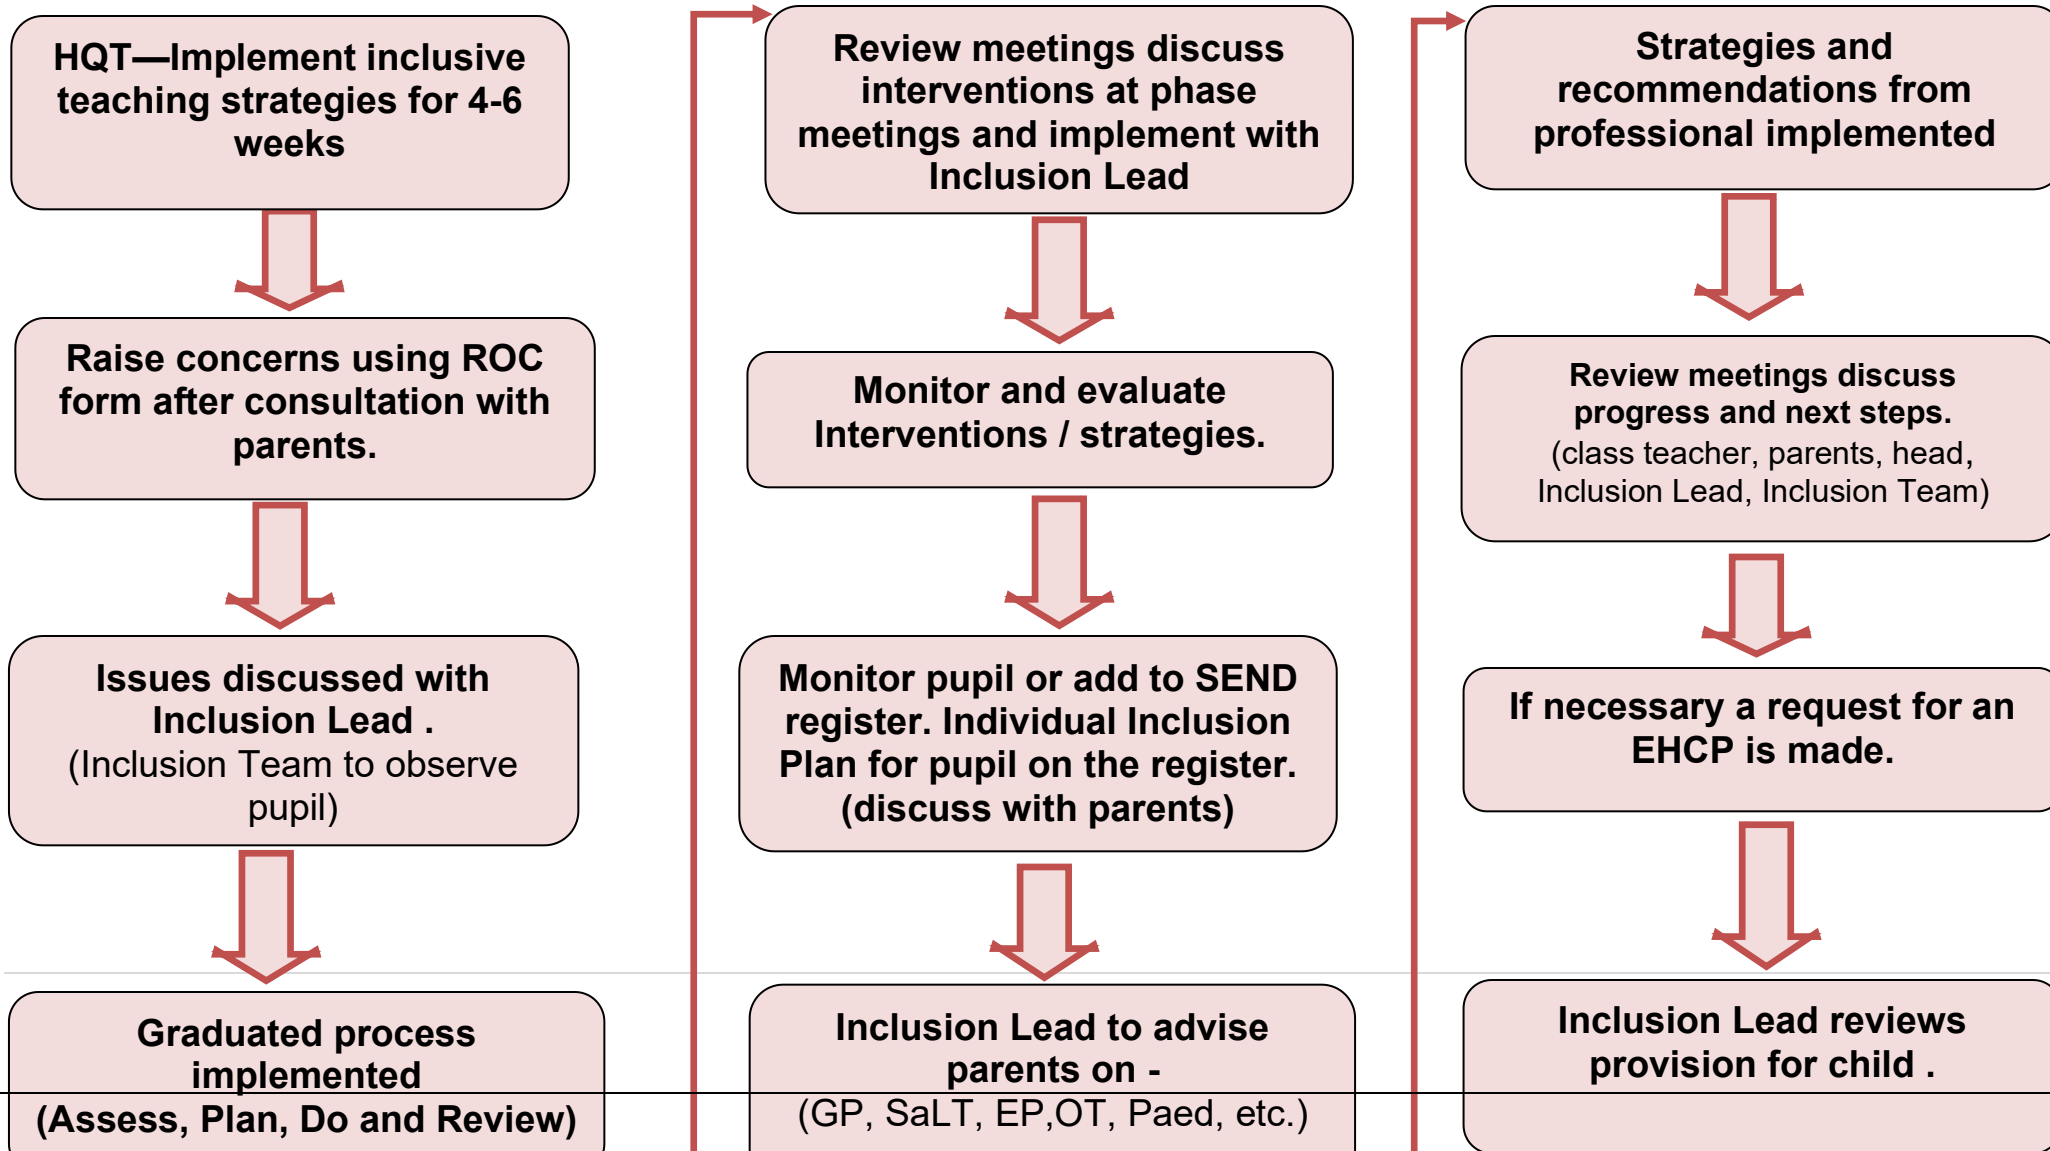 HQT—Implement inclusive
teaching strategies for 4-6
weeks
Raise concerns using ROC
form after consultation with
parents.
Issues discussed with
Inclusion Lead .
(Inclusion Team to observe
pupil)
Graduated process
implemented
(Assess, Plan, Do and Review)
Review meetings discuss
interventions at phase
meetings and implement with
Inclusion Lead
Monitor and evaluate
Interventions / strategies.
Monitor pupil or add to SEND
register. Individual Inclusion
Plan for pupil on the register.
(discuss with parents)
Inclusion Lead to advise
parents on -
(GP, SaLT, EP,OT, Paed, etc.)
Strategies and
recommendations from
professional implemented
Review meetings discuss
progress and next steps.
(class teacher, parents, head,
Inclusion Lead, Inclusion Team)
If necessary a request for an
EHCP is made.
Inclusion Lead reviews
provision for child .